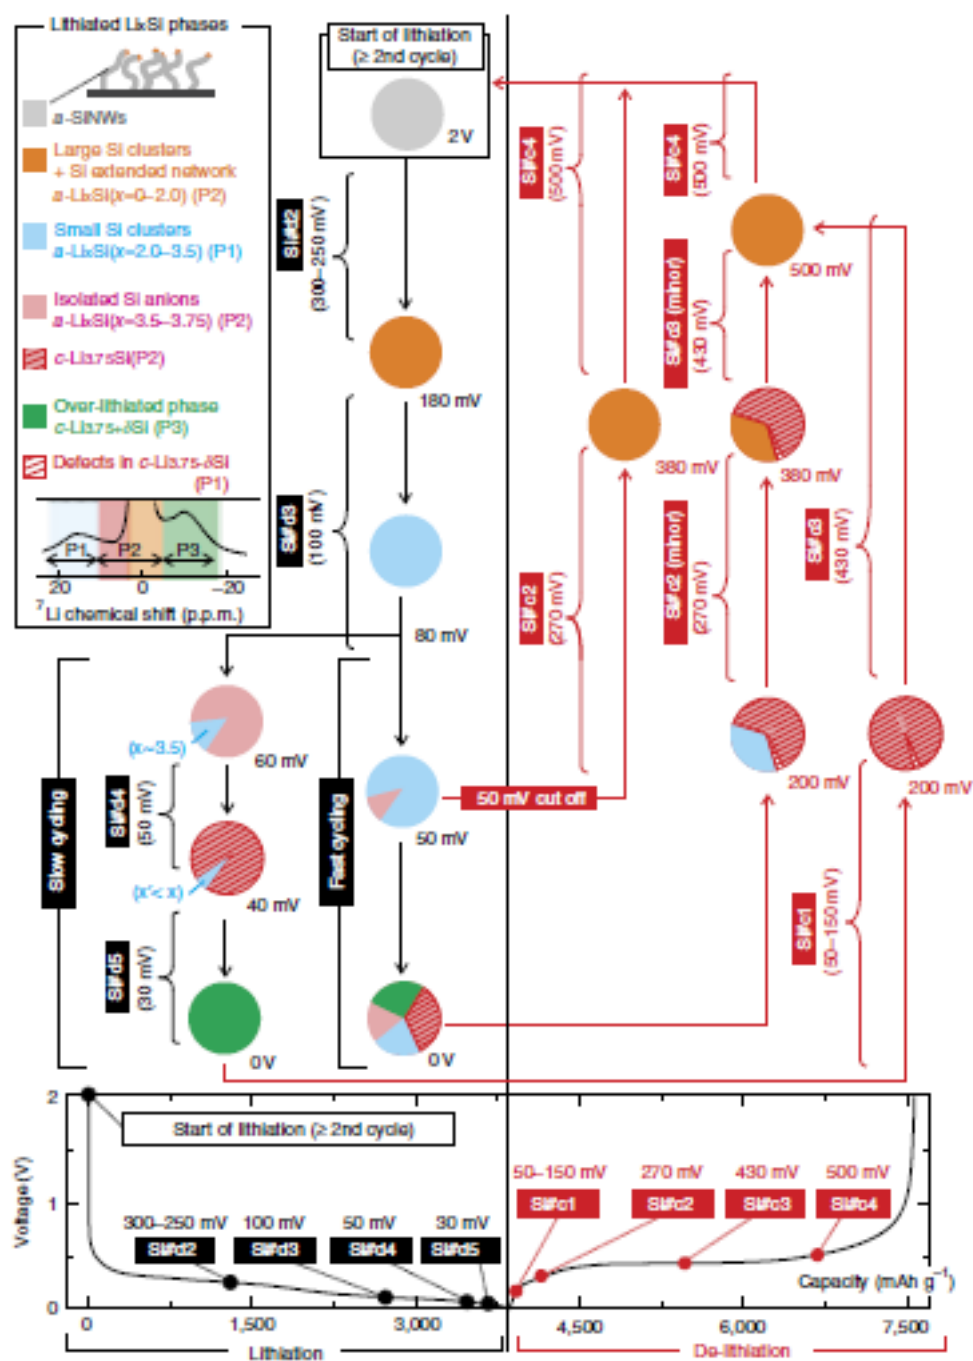 Lithiated LixSi phases
a-SiNWs
Large Si clusters
+ Si extended network
a-LixSi(x=0–2.0) (P2)
Small Si clusters
a-LixSi(x=2.0–3.5) (P1)
Isolated Si anions
a-LixSi(x=3.5–3.75) (P2)
c-Li3.75Si(P2)
Over-lithiated phase
c-Li3.75+δSi (P3)
Defects in c-Li3.75-δSi
(P1)
P1
P2
P3
20
0
–20
7Li chemical shift (p.p.m.)
Start of lithiation
(≥ 2nd cycle)
2 V
Si#d2
(300–250 mV)
180 mV
Si#d3
(100 mV)
80 mV
Slow cycling
(x~3.5)
60 mV
Si#d4
(50 mV)
(x'< x)
40 mV
Si#d5
(30 mV)
0 V
Fast cycling
50 mV
50 mV cut off
0 V
Si#c4
(500 mV)
380 mV
Si#c2
(270 mV)
Si#c4
(500 mV)
500 mV
Si#c3 (minor)
(430 mV)
380 mV
Si#c2 (minor)
(270 mV)
200 mV
Si#c3
(430 mV)
200 mV
Si#c1
(50–150 mV)
Voltage (V)
2
1
0
Start of lithiation (≥ 2nd cycle)
300–250 mV
Si#d2
100 mV
Si#d3
50 mV
Si#d4
30 mV
Si#d5
50–150 mV
Si#c1
270 mV
Si#c2
430 mV
Si#c3
500 mV
Si#c4
Capacity (mAh g−1)
0
1,500
3,000
4,500
6,000
7,500
Lithiation
De-lithiation